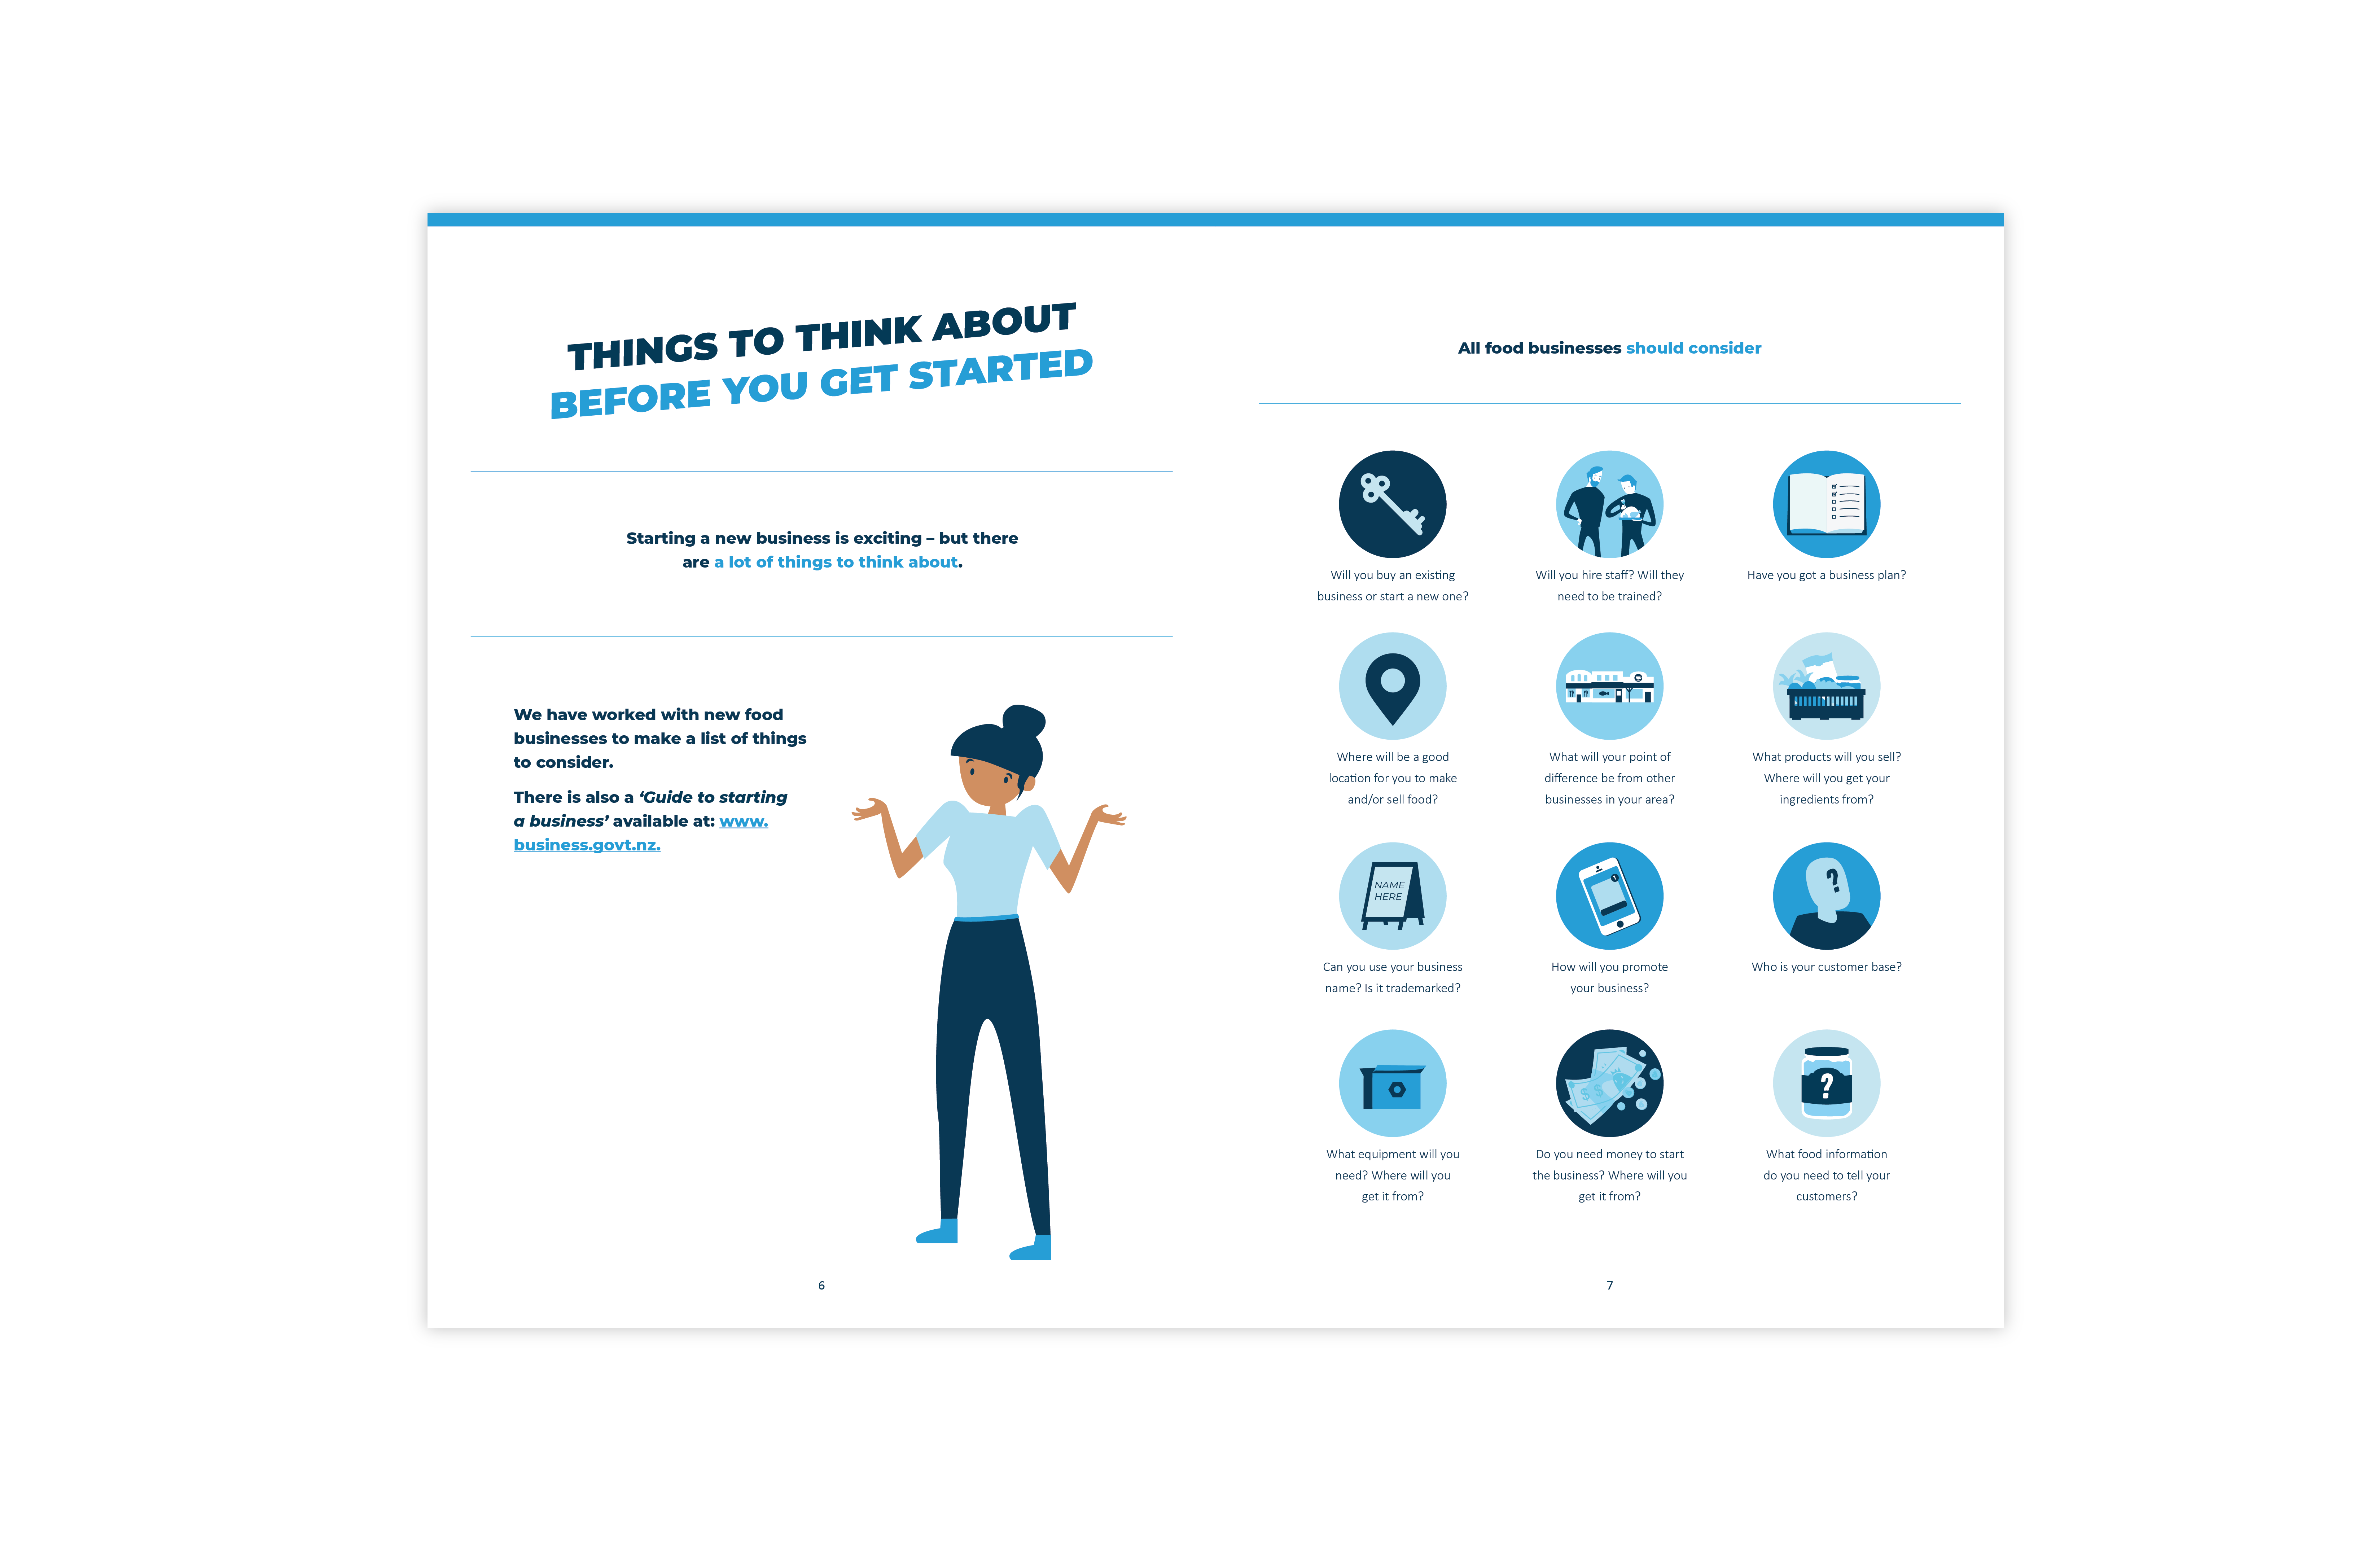 THINGS TO THINK ABOUT
BEFORE YOU GET STARTED
Starting a new business is exciting – but there
are a lot of things to think about.
We have worked with new food
businesses to make a list of things
to consider.
There is also a ‘Guide to starting
a business’ available at: www.
business.govt.nz.
6
All food businesses should consider
Will you buy an existing
business or start a new one?
Will you hire staff? Will they
need to be trained?
Have you got a business plan?
Where will be a good
location for you to make
and/or sell food?
What will your point of
difference be from other
businesses in your area?
What products will you sell?
Where will you get your
ingredients from?
NAME
HERE
?
Can you use your business
name? Is it trademarked?
How will you promote
your business?
Who is your customer base?
$ $
?
What equipment will you
need? Where will you
get it from?
Do you need money to start
the business? Where will you
get it from?
What food information
do you need to tell your
customers?
7